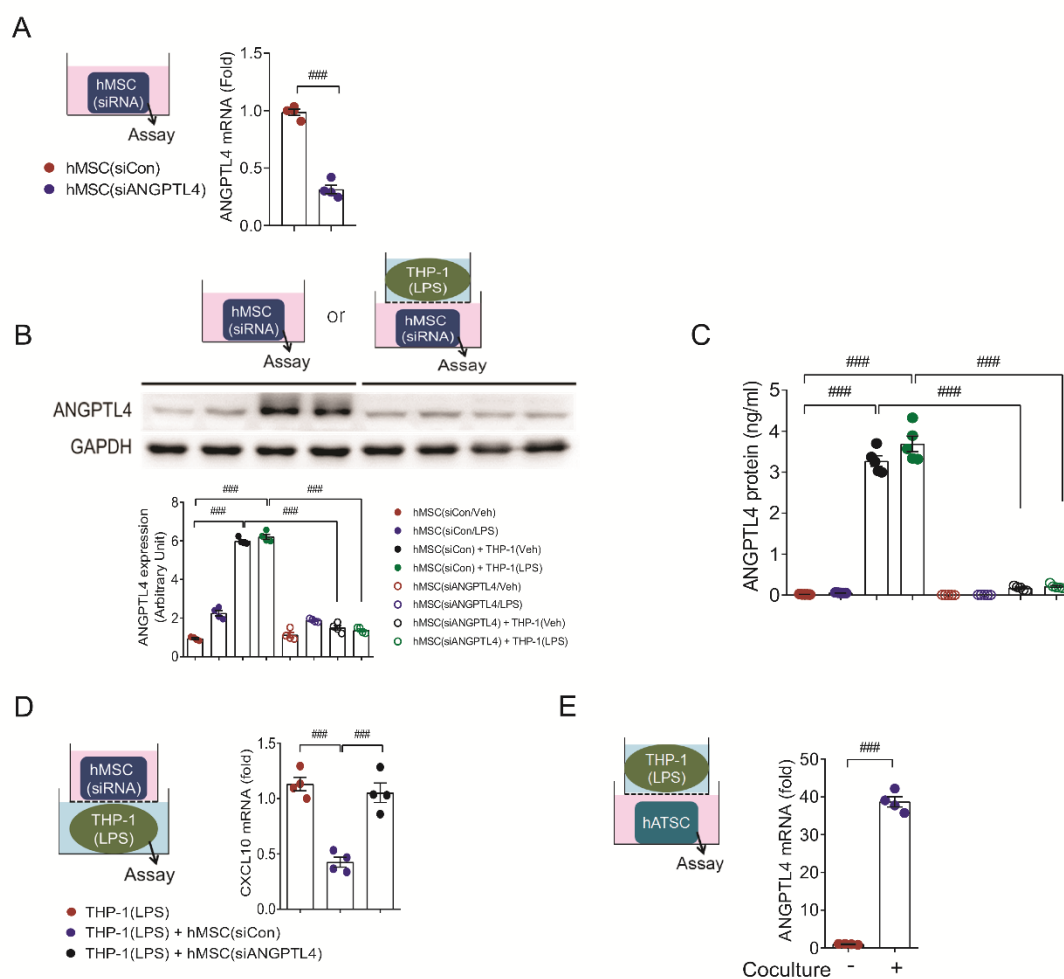 A
hMSC
(siRNA)
Assay
hMSC(siCon)
hMSC(siANGPTL4)
ANGPTL4 mRNA (Fold)
1.5
1.0
0.5
0.0
###
hMSC
(siRNA)
Assay
or
THP-1
(LPS)
hMSC
(siRNA)
Assay
B
ANGPTL4
GAPDH
ANGPTL4 expression
(Arbitrary Unit)
8
6
4
2
0
###
###
###
###
hMSC(siCon/Veh)
hMSC(siCon/LPS)
hMSC(siCon) + THP-1(Veh)
hMSC(siCon) + THP-1(LPS)
hMSC(siANGPTL4/Veh)
hMSC(siANGPTL4/LPS)
hMSC(siANGPTL4) + THP-1(Veh)
hMSC(siANGPTL4) + THP-1(LPS)
C
ANGPTL4 protein (ng/ml)
5
4
3
2
1
0
###
###
###
###
D
hMSC
(siRNA)
THP-1
(LPS)
Assay
CXCL10 mRNA (fold)
1.5
1.0
0.5
0.0
###
###
THP-1(LPS)
THP-1(LPS) + hMSC(siCon)
THP-1(LPS) + hMSC(siANGPTL4)
E
THP-1
(LPS)
hATSC
Assay
ANGPTL4 mRNA (fold)
50
40
30
20
10
0
###
Coculture - +